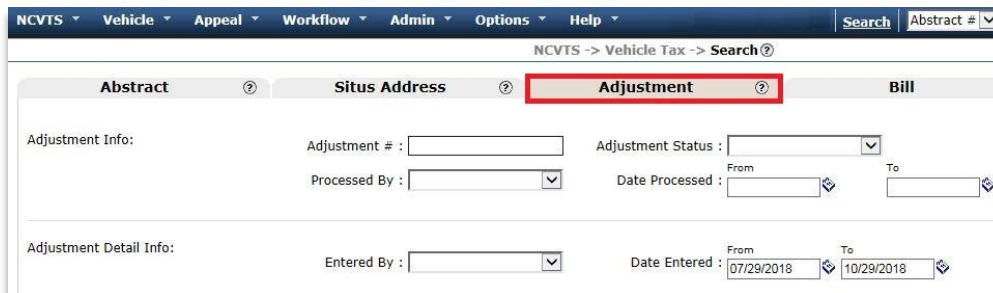 NCVTS Vehicle Appeal Workflow Admin Options Help Search Abstract #
NCVTS -> Vehicle Tax -> Search ?
Abstract ? Situs Address ? Adjustment ? Bill
Adjustment Info: Adjustment # : Adjustment Status :
From To
Processed By : Date Processed :
Adjustment Detail Info:
From To
Entered By : Date Entered : 07/29/2018 10/29/2018